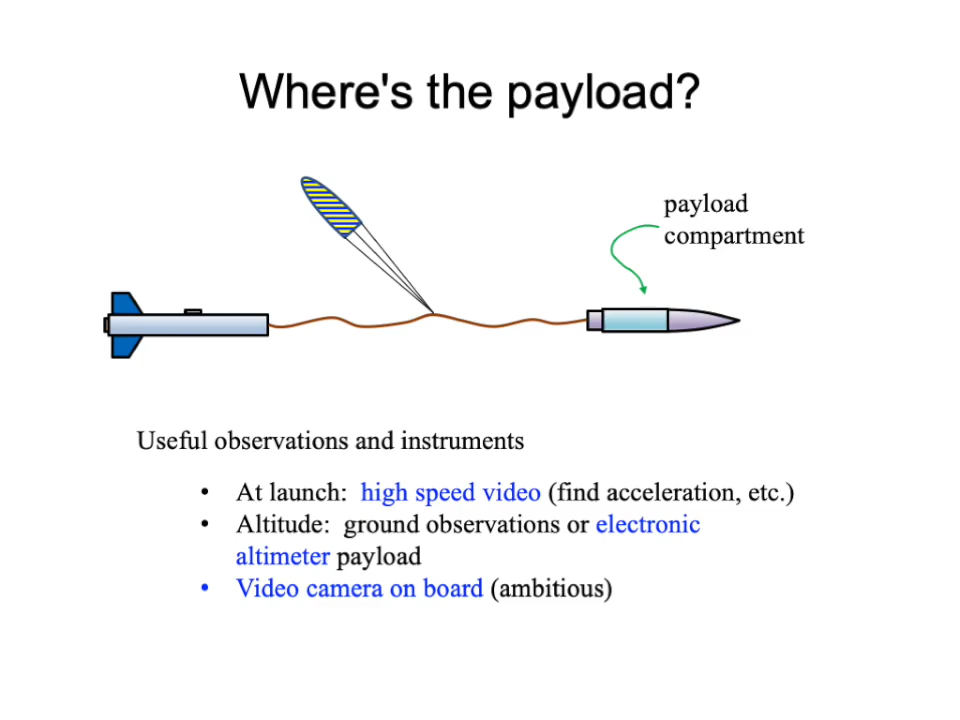 Where's the payload?
payload
compartment
Useful observations and instruments
• At launch: high speed video (find acceleration, etc.)
• Altitude: ground observations or electronic
altimeter payload
• Video camera on board (ambitious)